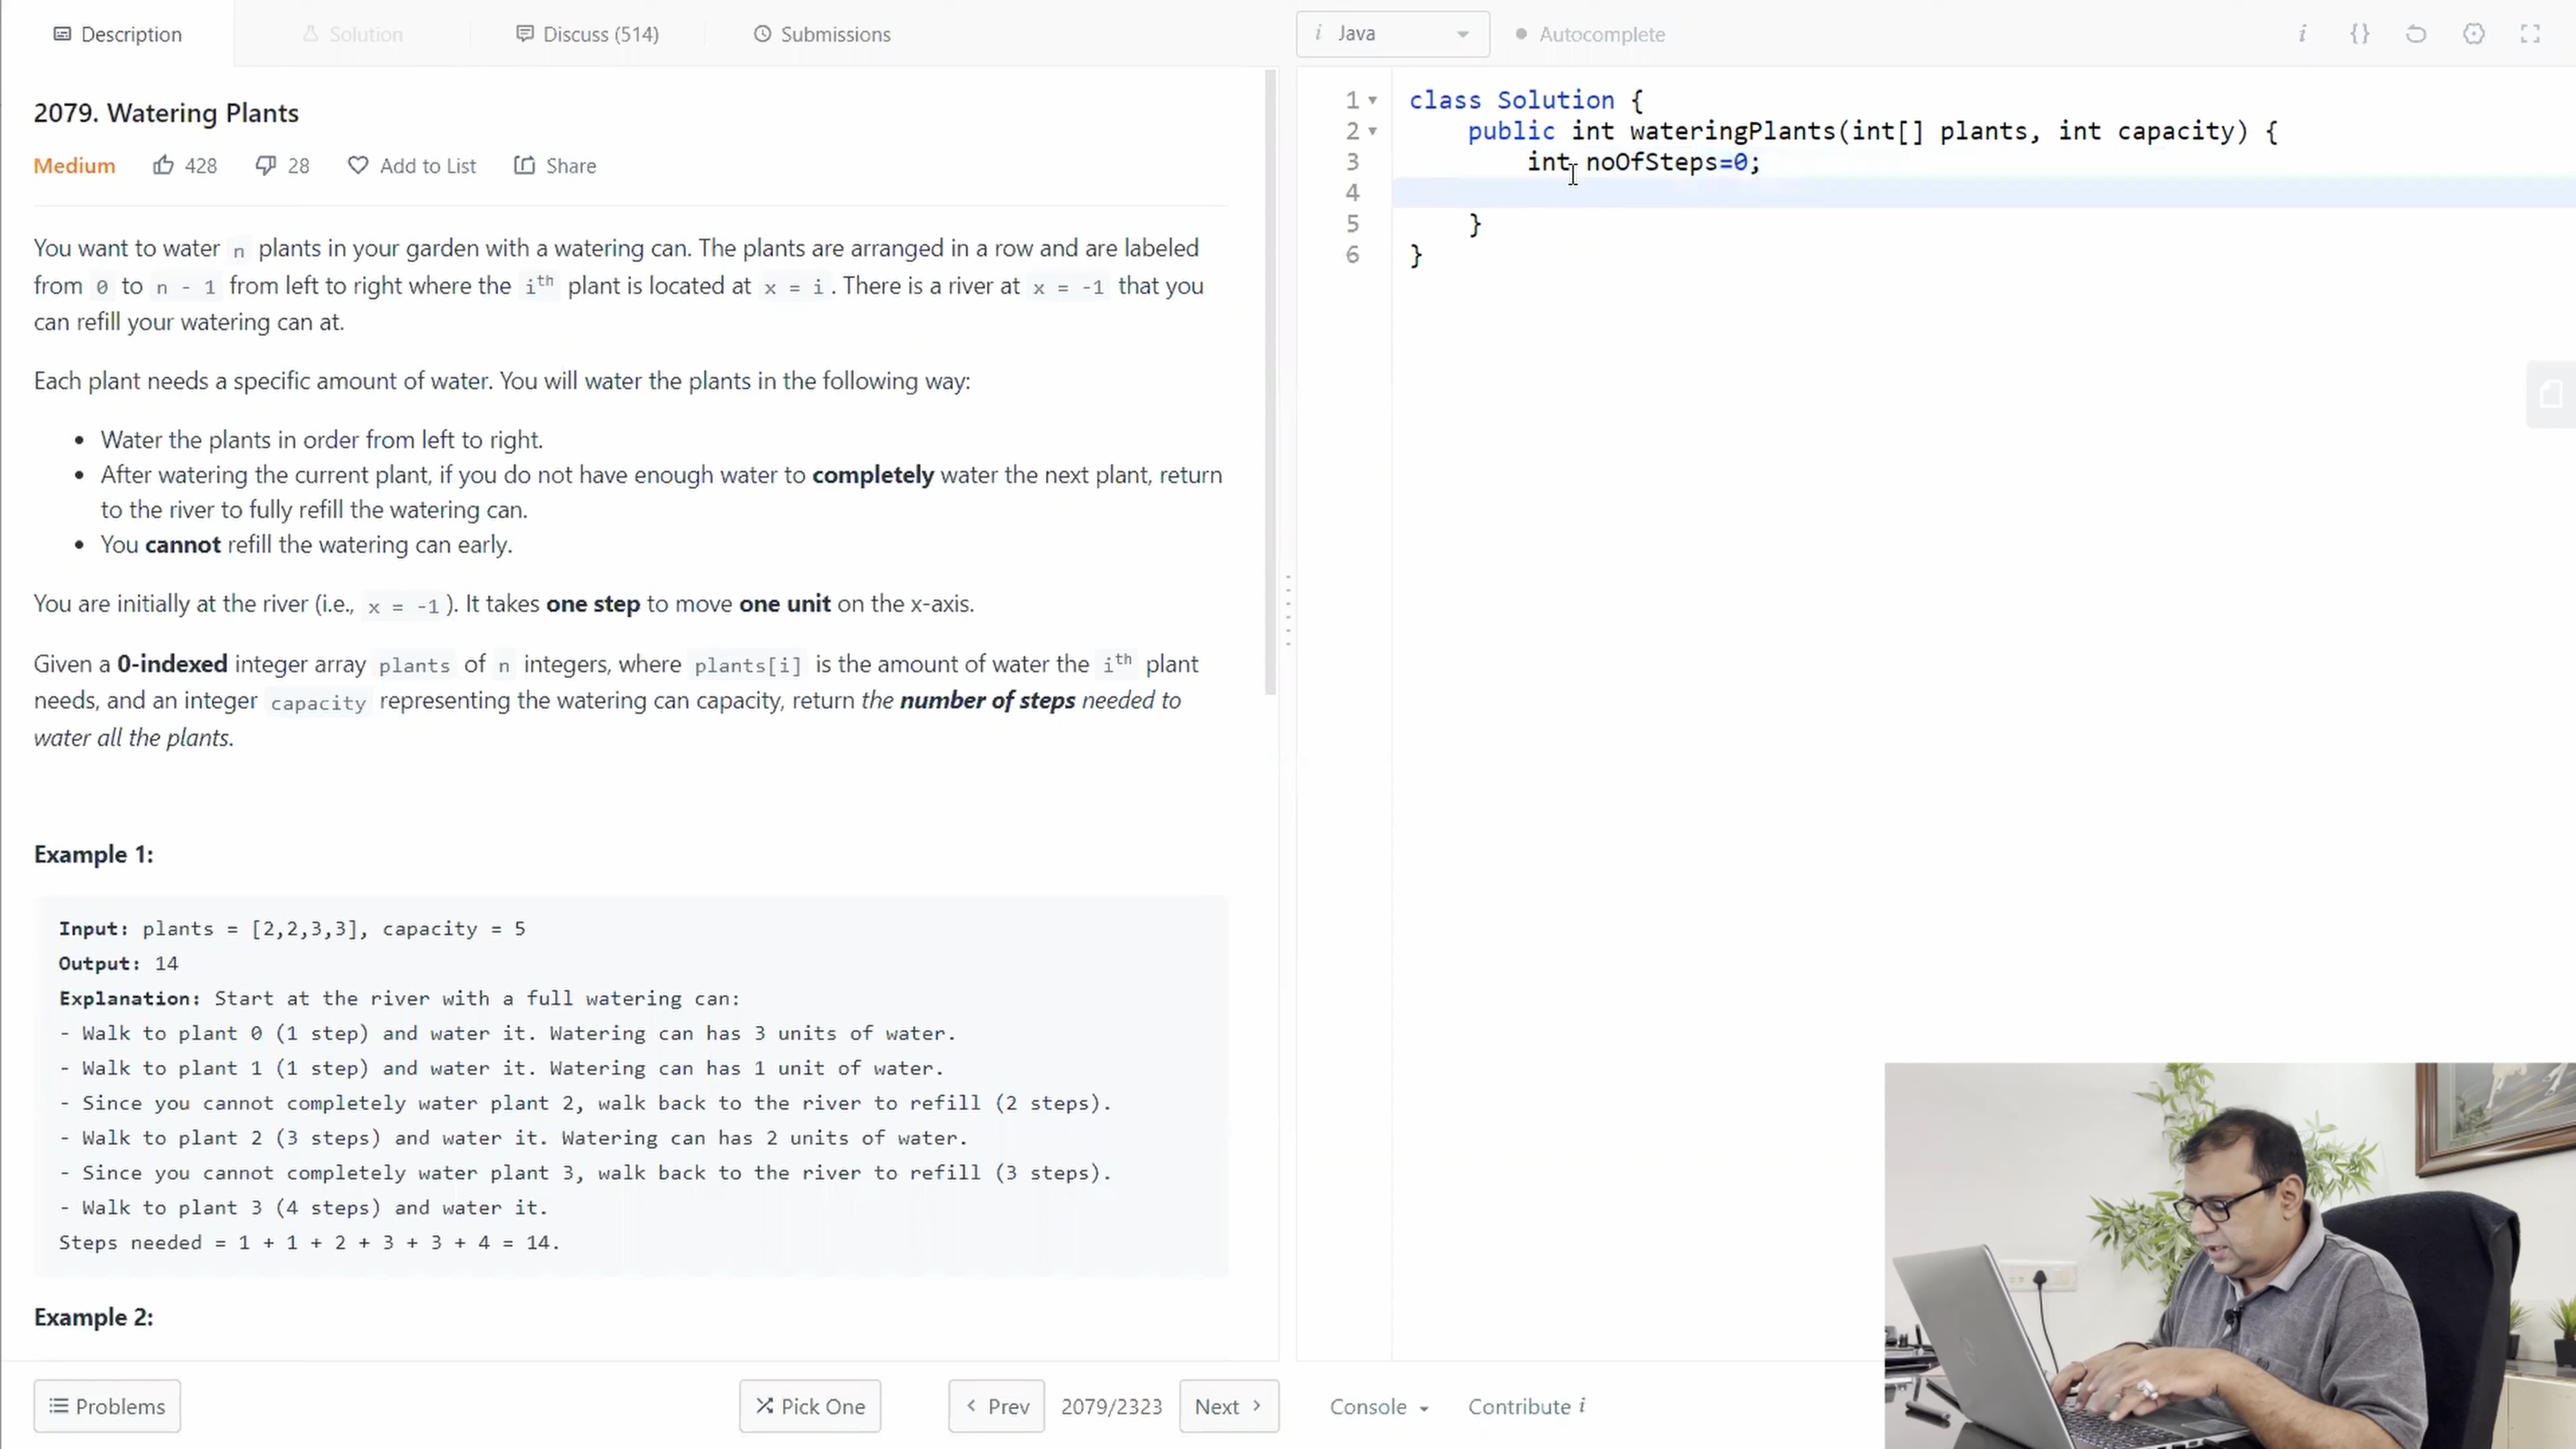 Description
Solution
Discuss (514)
Submissions
i Java
Autocomplete
i {}
2079. Watering Plants
Medium 428 28 Add to List Share
You want to water n plants in your garden with a watering can. The plants are arranged in a row and are labeled
from 0 to n - 1 from left to right where the ith plant is located at x = i . There is a river at x = -1 that you
can refill your watering can at.
Each plant needs a specific amount of water. You will water the plants in the following way:
• Water the plants in order from left to right.
• After watering the current plant, if you do not have enough water to completely water the next plant, return
to the river to fully refill the watering can.
• You cannot refill the watering can early.
You are initially at the river (i.e., x = -1 ). It takes one step to move one unit on the x-axis.
Given a 0-indexed integer array plants of n integers, where plants[i] is the amount of water the ith plant
needs, and an integer capacity representing the watering can capacity, return the number of steps needed to
water all the plants.
Example 1:
Input: plants = [2,2,3,3], capacity = 5
Output: 14
Explanation: Start at the river with a full watering can:
- Walk to plant 0 (1 step) and water it. Watering can has 3 units of water.
- Walk to plant 1 (1 step) and water it. Watering can has 1 unit of water.
- Since you cannot completely water plant 2, walk back to the river to refill (2 steps).
- Walk to plant 2 (3 steps) and water it. Watering can has 2 units of water.
- Since you cannot completely water plant 3, walk back to the river to refill (3 steps).
- Walk to plant 3 (4 steps) and water it.
Steps needed = 1 + 1 + 2 + 3 + 3 + 4 = 14.
Example 2:
Problems
Pick One
Prev 2079/2323 Next
1 class Solution {
2 public int wateringPlants(int[] plants, int capacity) {
3 int noOfSteps=0;
4
5 }
6 }
Console
Contribute i